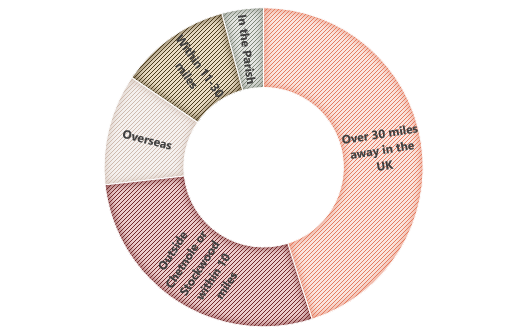 In the Parish
Within 11-30
miles
Over 30 miles
away in the
UK
Overseas
Outside
Chetnole or
Stockwood
within 10
miles